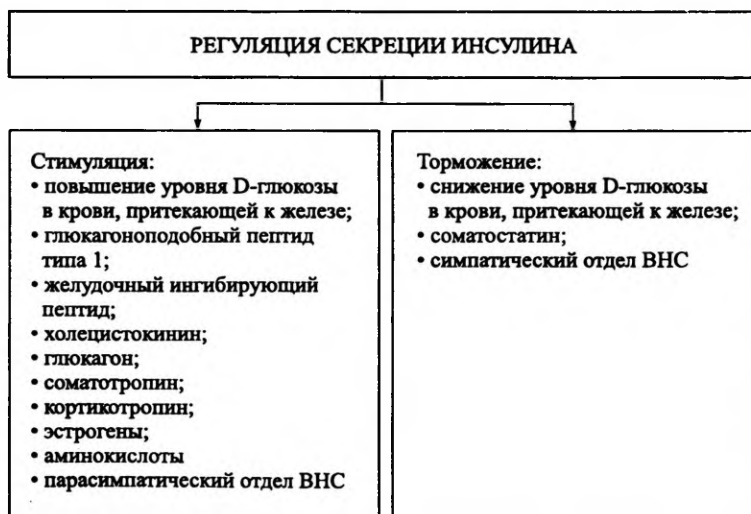 РЕГУЛЯЦИЯ СЕКРЕЦИИ ИНСУЛИНА
Стимуляция:
• повышение уровня D-глюкозы
в крови, притекающей к железе;
• глюкагоноподобный пептид
типа 1;
• желудочный ингибирующий
пептид;
• холецистокинин;
• глюкагон;
• соматотропин;
• кортикотропин;
• эстрогены;
• аминокислоты
• парасимпатический отдел ВНС
Торможение:
• снижение уровня D-глюкозы
в крови, притекающей к железе;
• соматостатин;
• симпатический отдел ВНС